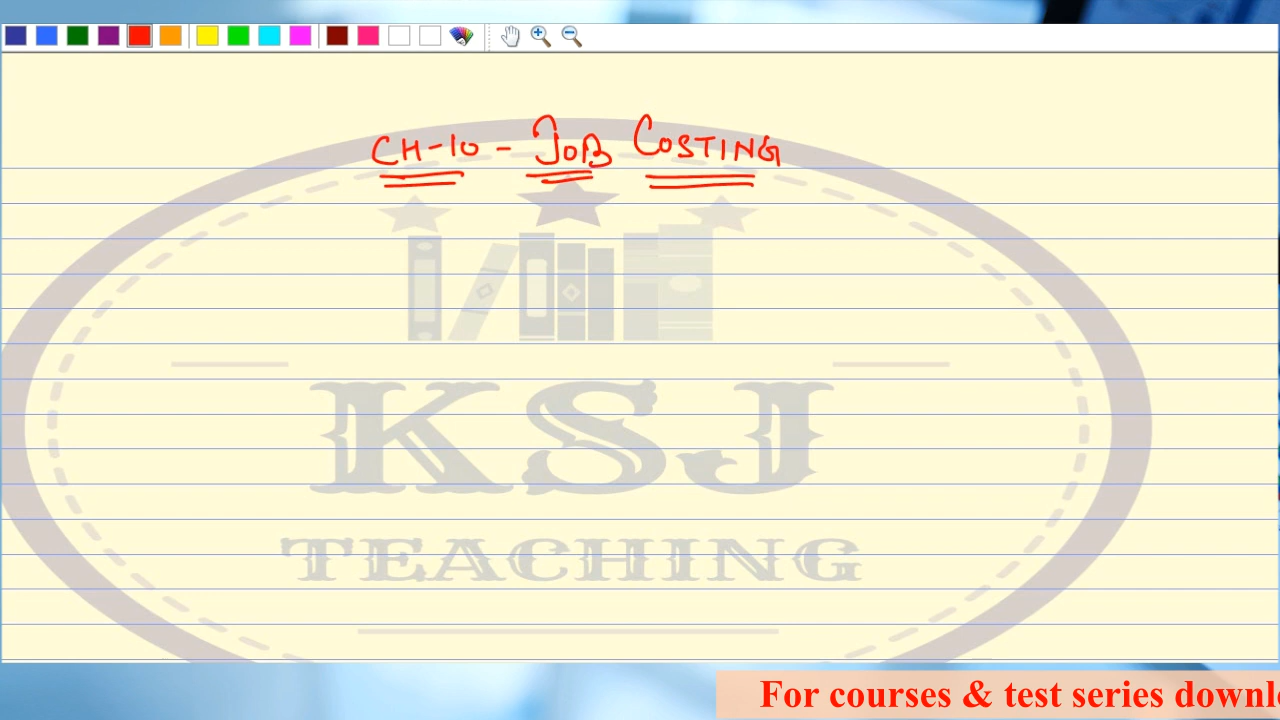 CH-10 - JOB COSTING
KSJ
TEACHING
For courses & test series downl